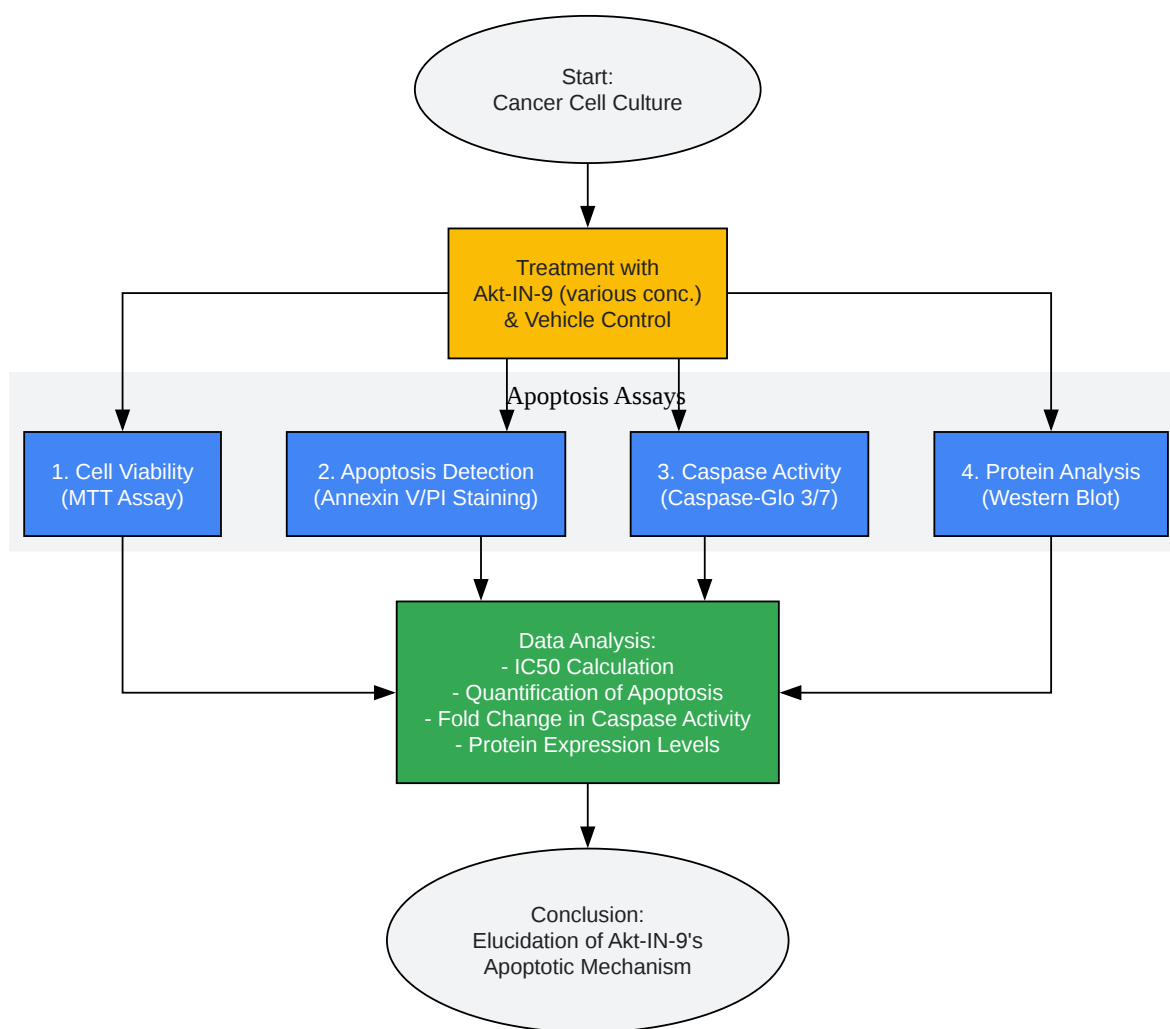 Start:
Cancer Cell Culture
Treatment with
Akt-IN-9 (various conc.)
& Vehicle Control
Apoptosis Assays
1. Cell Viability
(MTT Assay)
2. Apoptosis Detection
(Annexin V/PI Staining)
3. Caspase Activity
(Caspase-Glo 3/7)
4. Protein Analysis
(Western Blot)
Data Analysis:
- IC50 Calculation
- Quantification of Apoptosis
- Fold Change in Caspase Activity
- Protein Expression Levels
Conclusion:
Elucidation of Akt-IN-9's
Apoptotic Mechanism